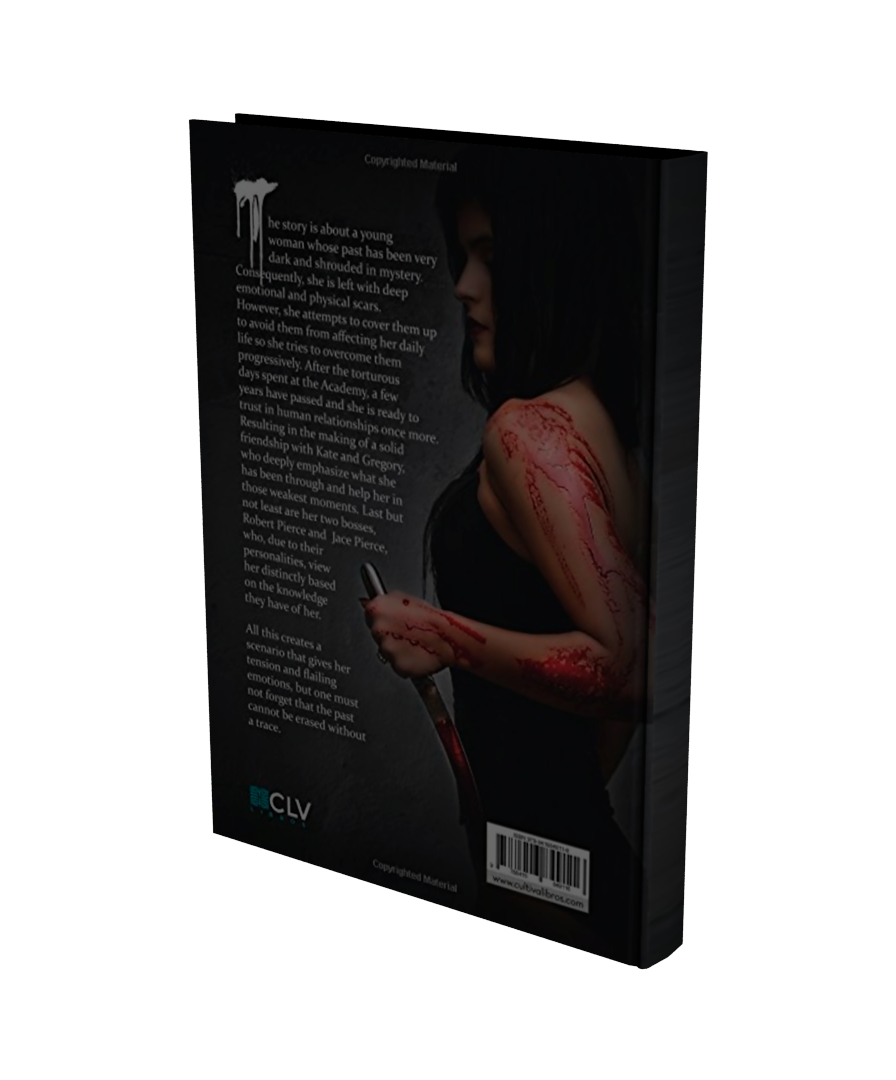 Copyrighted Material
The story is about a young
woman whose past has been very
dark and shrouded in mystery.
Consequently, she is left with deep
emotional and physical scars.
However, she attempts to cover them up
to avoid them from affecting her daily
life so she tries to overcome them
progressively. After the torturous
days spent at the Academy, a few
years have passed and she is ready to
trust in human relationships once more.
Resulting in the making of a solid
friendship with Kate and Gregory,
who deeply emphasize what she
has been through and help her in
those weakest moments. Last but
not least are her two bosses,
Robert Pierce and Jace Pierce,
who, due to their
personalities, view
her distinctly based
on the knowledge
they have of her.
All this creates a
scenario that gives her
tension and flailing
emotions, but one must
not forget that the past
cannot be erased without
a trace.
CLV
LIBROS
ISBN
www.cultivalibros.com
Copyrighted Material